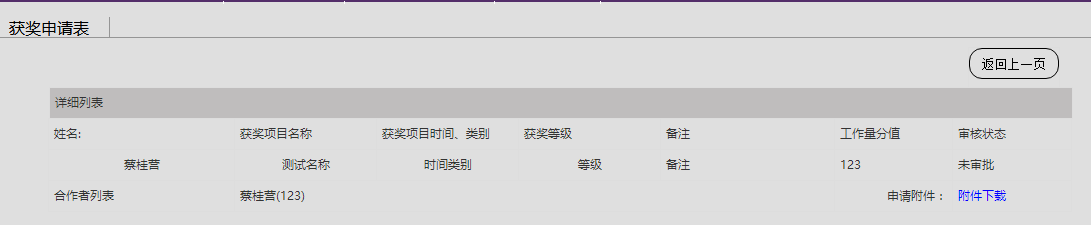 获奖申请表
返回上一页
详细列表
姓名: 获奖项目名称 获奖项目时间、类别 获奖等级 备注 工作量分值 审核状态
蔡桂营 测试名称 时间类别 等级 备注 123 未审批
合作者列表 蔡桂营(123) 申请附件： 附件下载